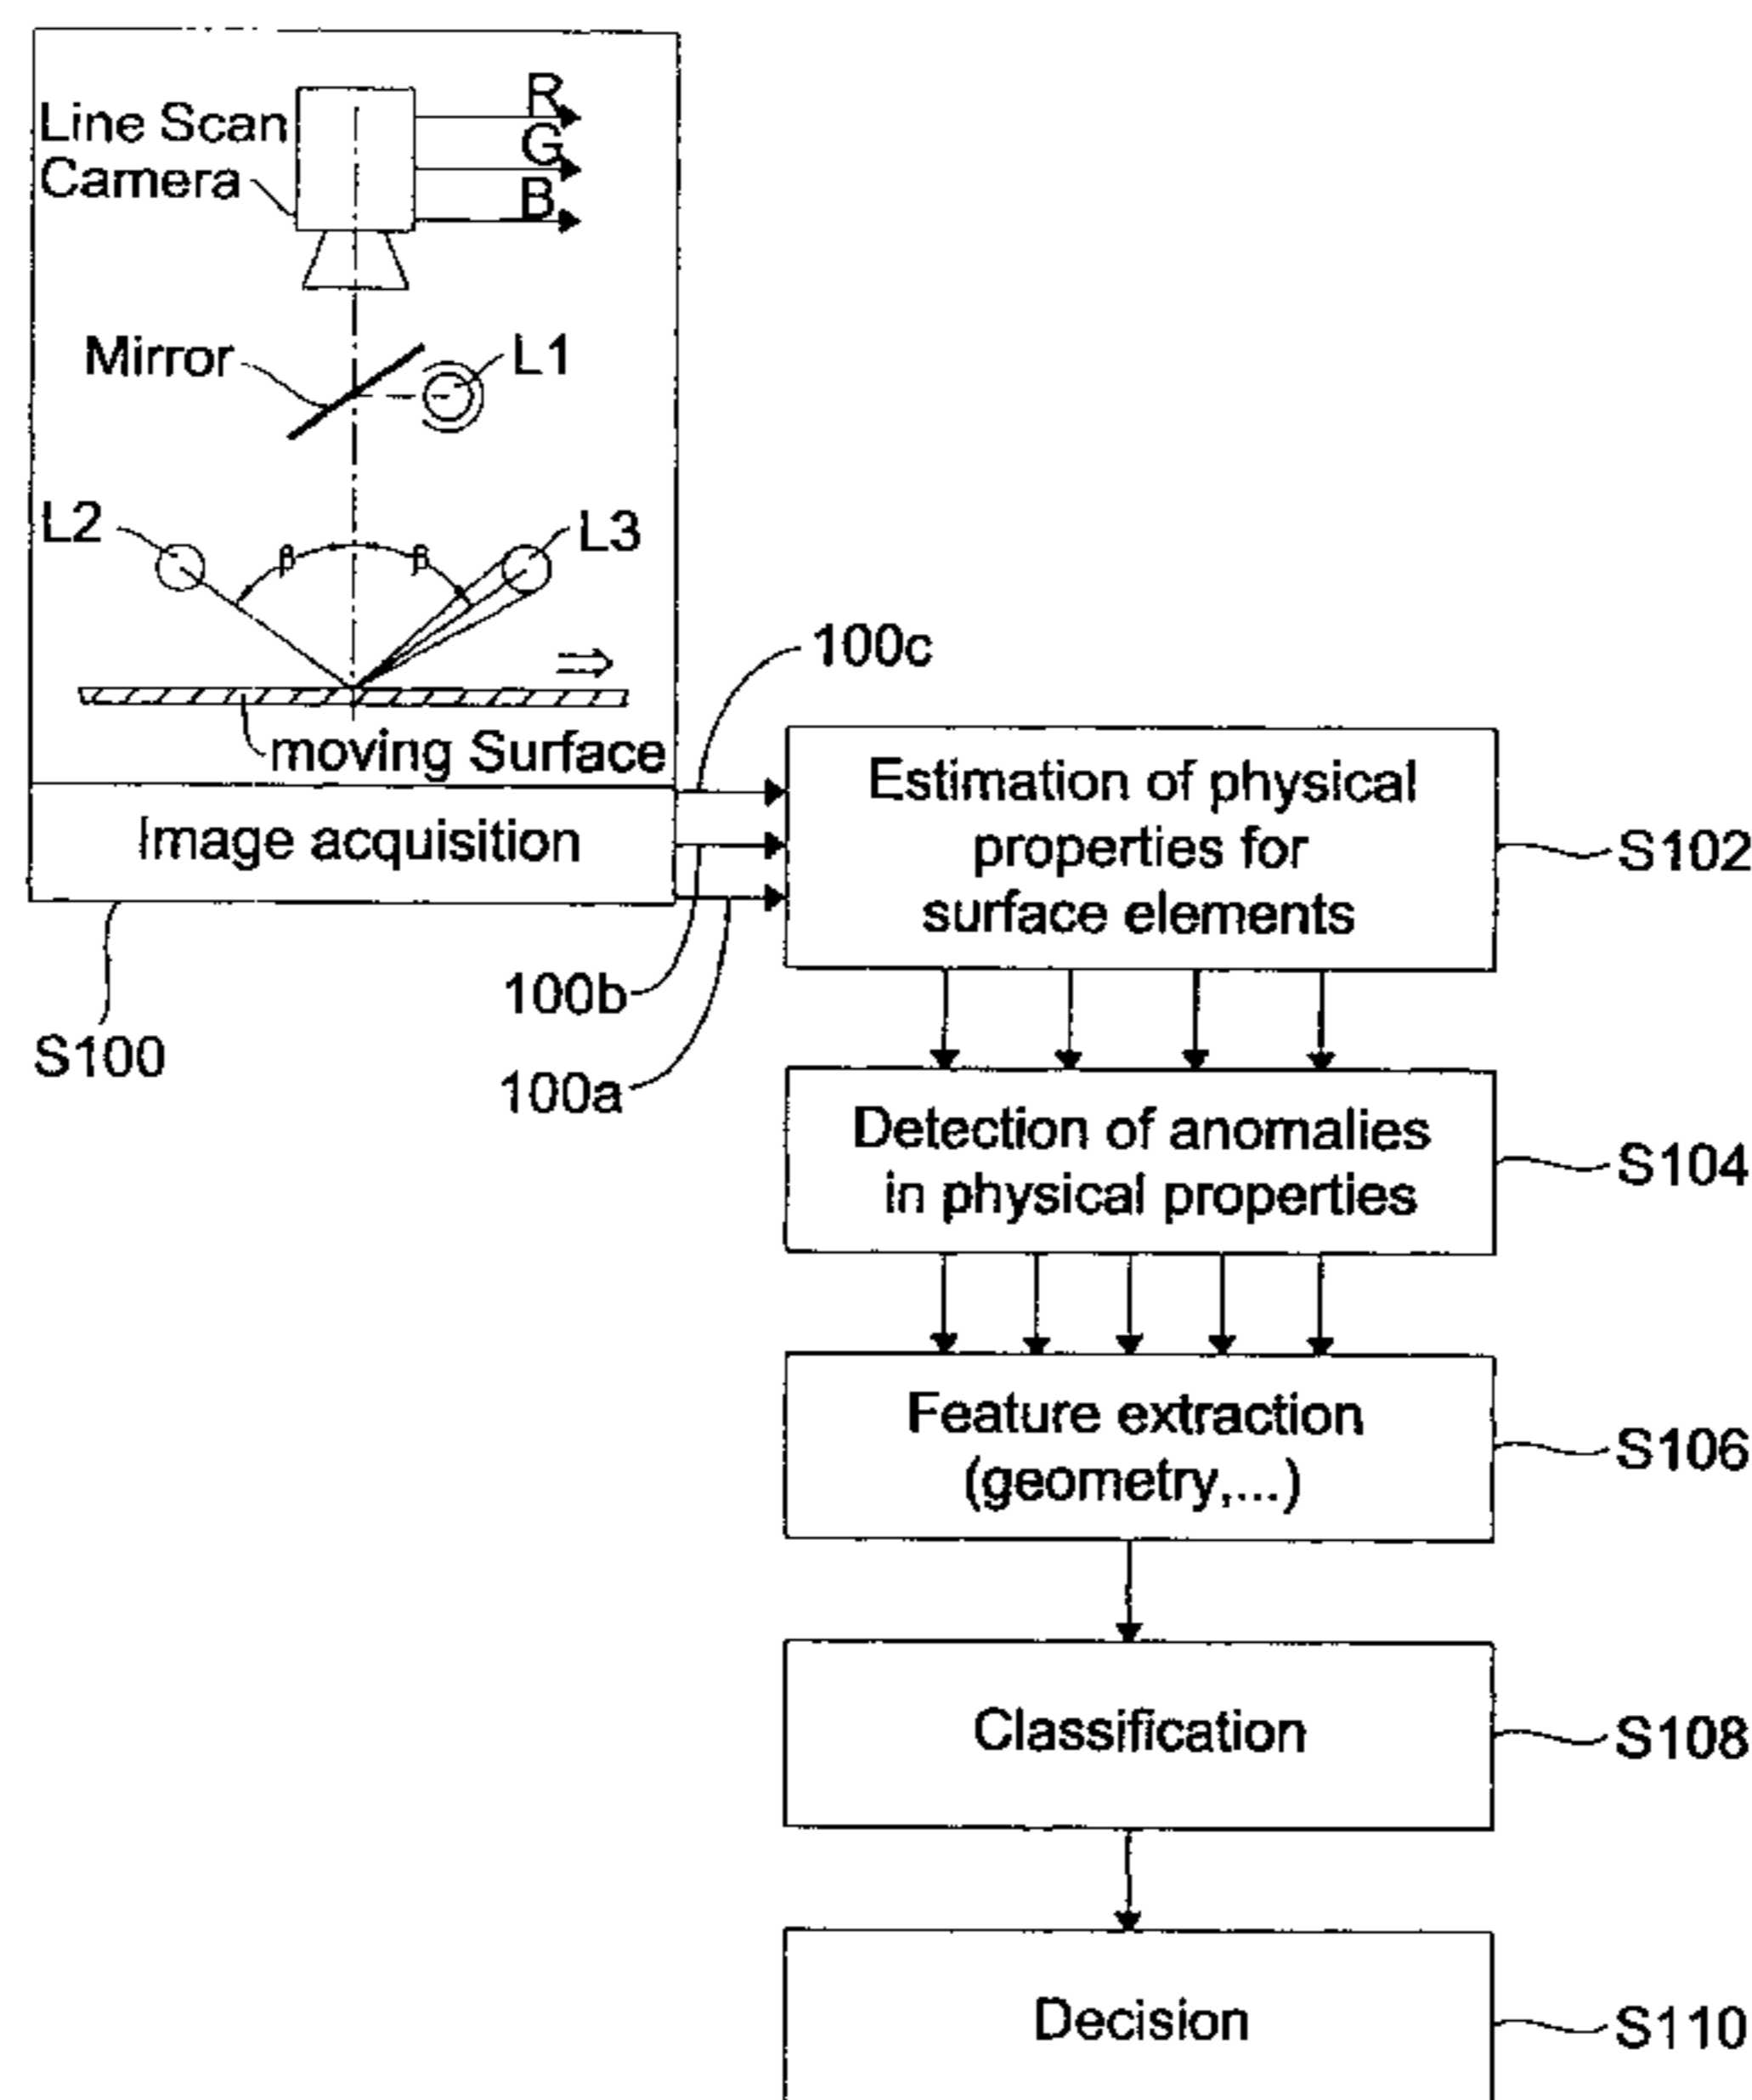 Line Scan
Camera
R
G
B
Mirror
L1
L2
β
β
L3
moving Surface
Image acquisition
S100
100c
100b
100a
Estimation of physical
properties for
surface elements
S102
Detection of anomalies
in physical properties
S104
Feature extraction
(geometry,...)
S106
Classification
S108
Decision
S110